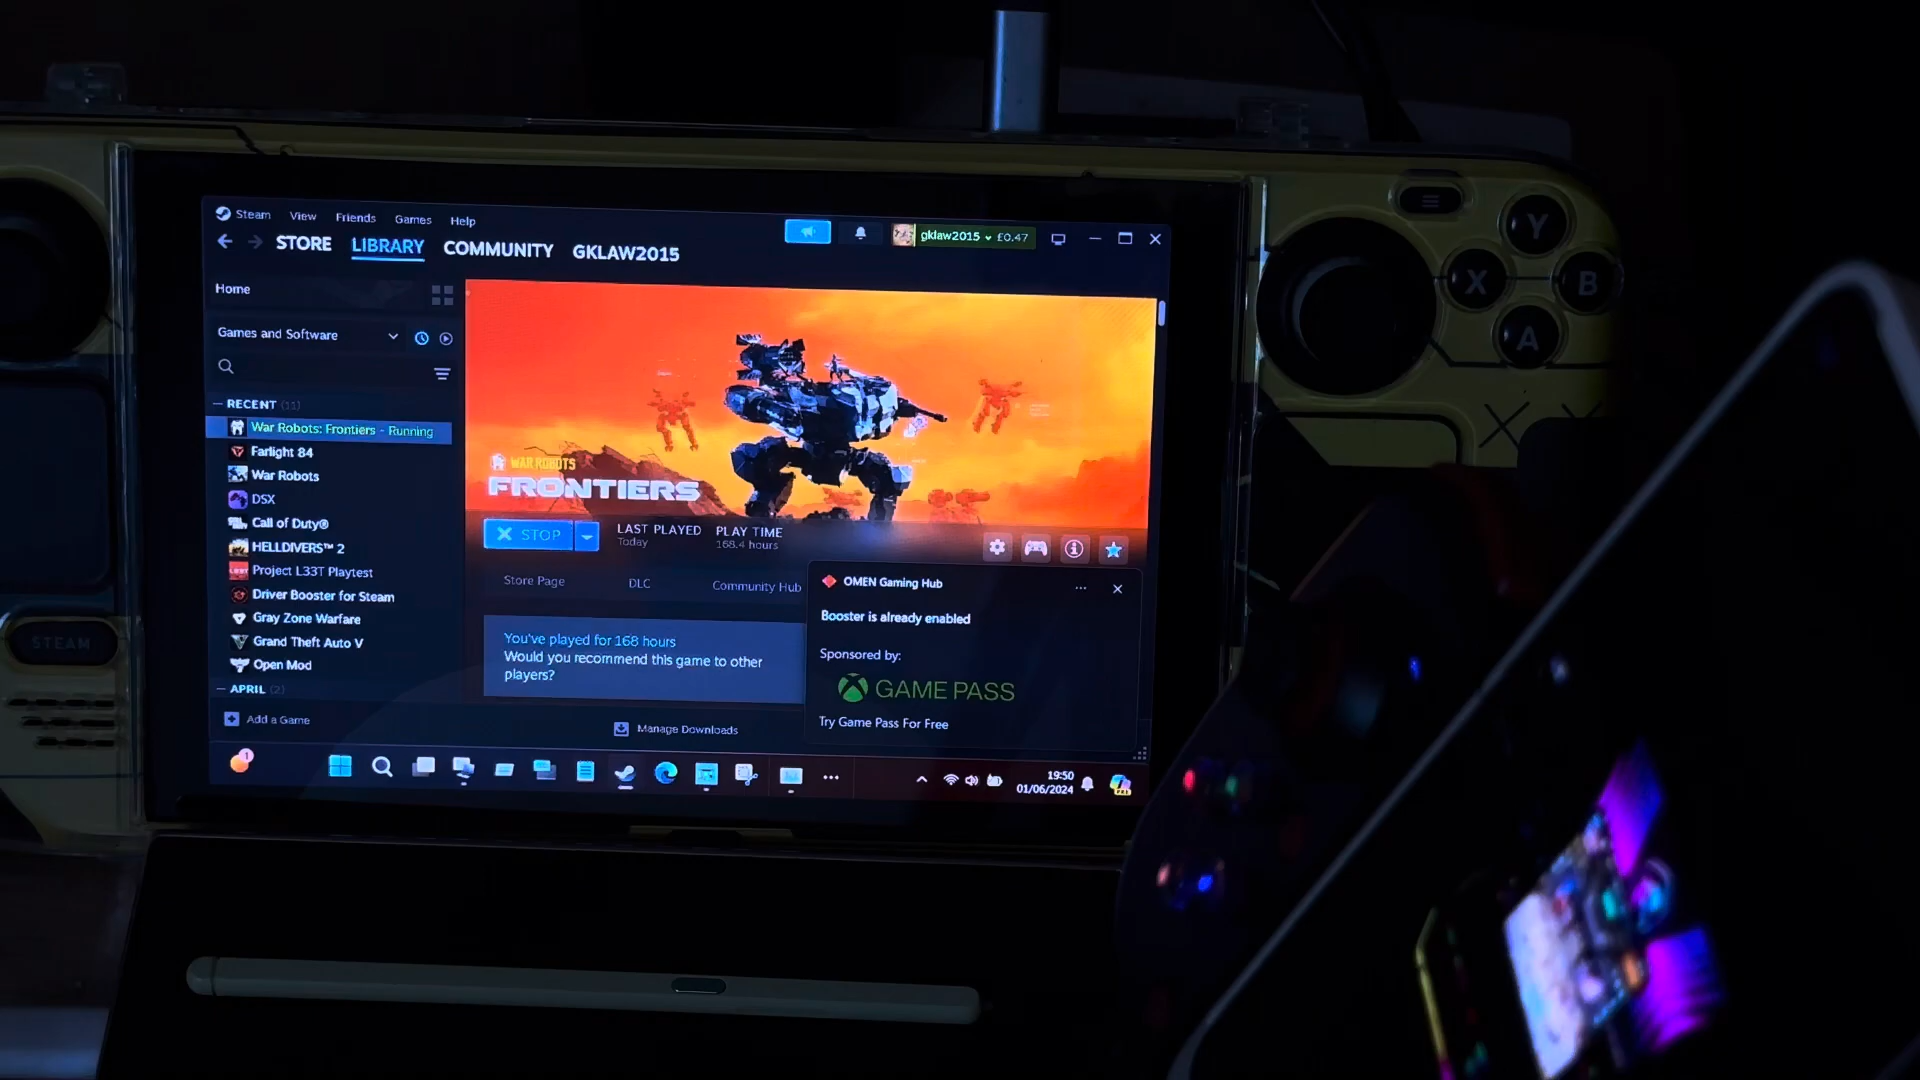 Steam View Friends Games Help
gklaw2015 £0.47
STORE LIBRARY COMMUNITY GKLAW2015
Home
Games and Software
RECENT (11)
War Robots: Frontiers - Running
Farlight 84
War Robots
DSX
Call of Duty®
HELLDIVERS™ 2
Project L33T Playtest
Driver Booster for Steam
Gray Zone Warfare
Grand Theft Auto V
Open Mod
APRIL (2)
Add a Game
WAR ROBOTS
FRONTIERS
STOP
LAST PLAYED
Today
PLAY TIME
168.4 hours
Store Page DLC Community Hub
You've played for 168 hours
Would you recommend this game to other
players?
Manage Downloads
OMEN Gaming Hub
Booster is already enabled
Sponsored by:
GAME PASS
Try Game Pass For Free
1
19:50
01/06/2024
STEAM
Y
X
B
A